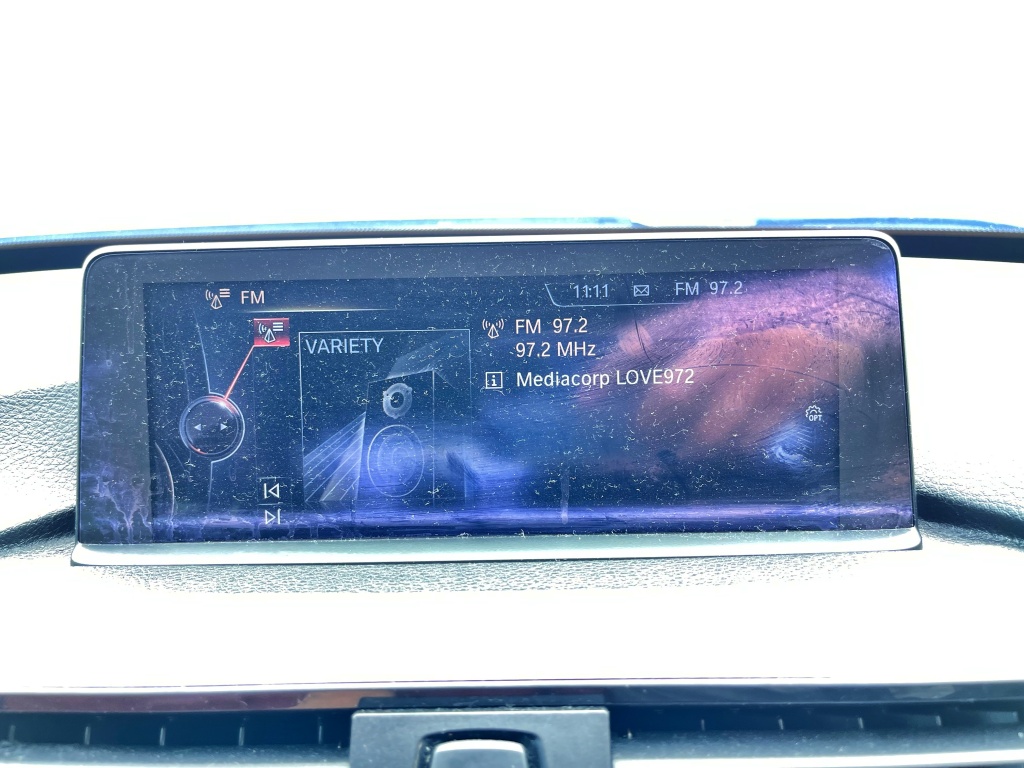 FM
11:11 FM 97.2
VARIETY
FM 97.2
97.2 MHz
Mediacorp LOVE972
OPT